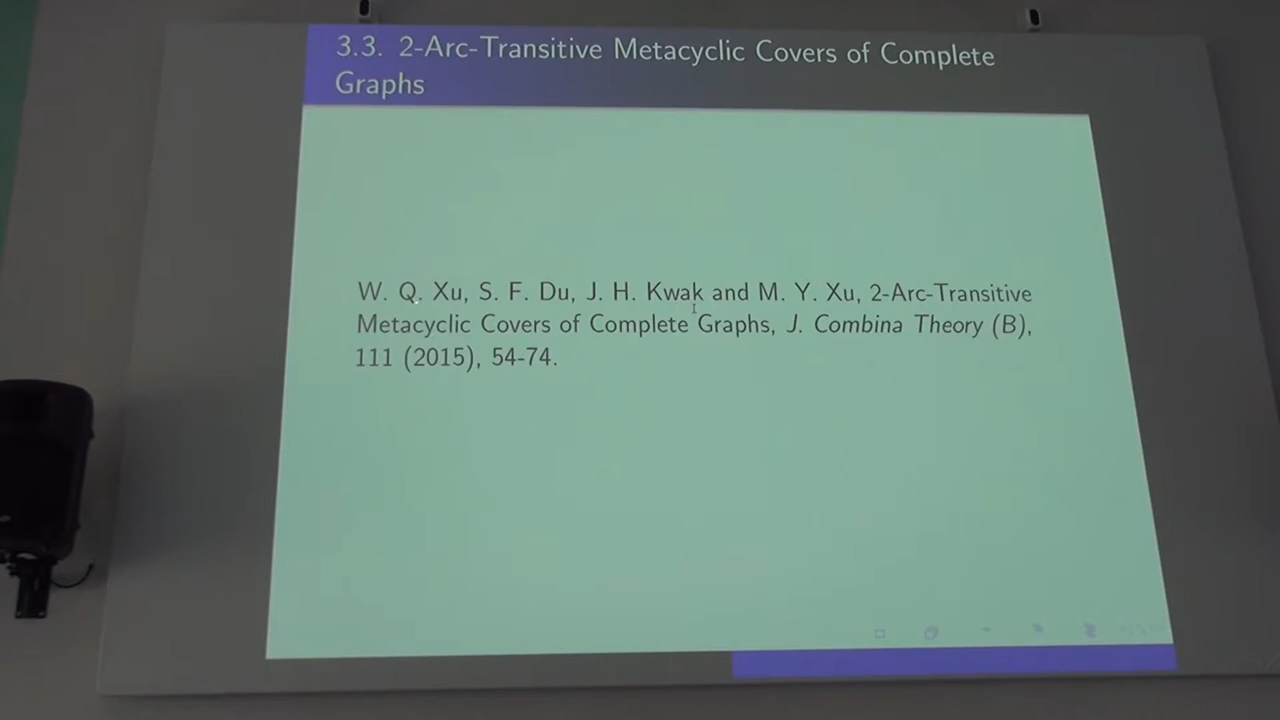 3.3. 2-Arc-Transitive Metacyclic Covers of Complete
Graphs
W. Q. Xu, S. F. Du, J. H. Kwak and M. Y. Xu, 2-Arc-Transitive
Metacyclic Covers of Complete Graphs, J. Combina Theory (B),
111 (2015), 54-74.